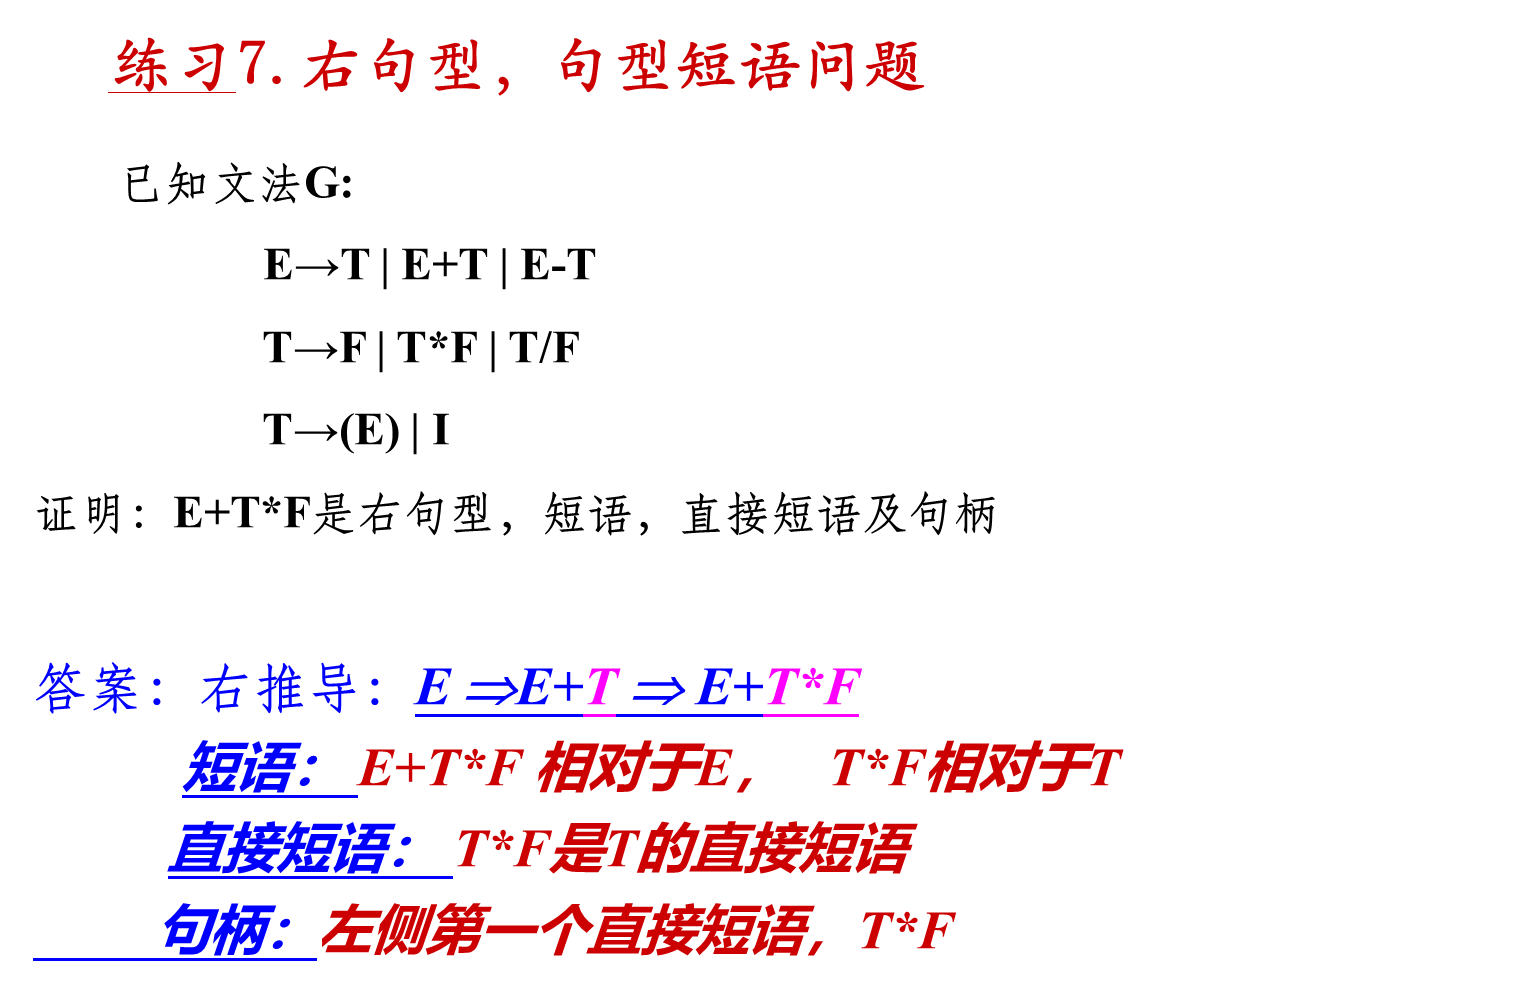 练习7.右句型，句型短语问题
已知文法G:
E→T | E+T | E-T
T→F | T*F | T/F
T→(E) | I
证明：E+T*F是右句型，短语，直接短语及句柄
答案：右推导：E ⇒E+T ⇒ E+T*F
短语：E+T*F 相对于E， T*F相对于T
直接短语：T*F是T的直接短语
句柄：左侧第一个直接短语，T*F